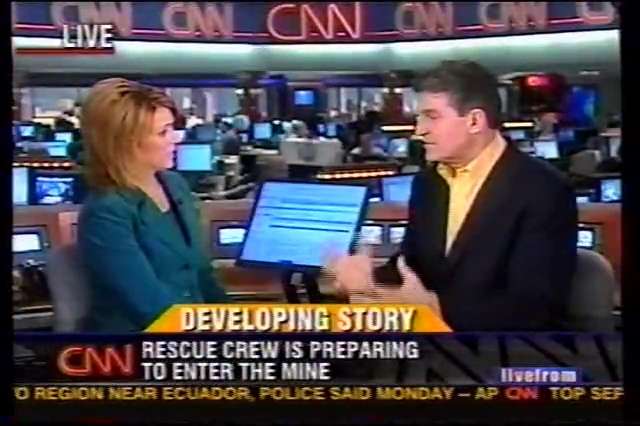 CNN CNN CNN CNN CNN
LIVE
DEVELOPING STORY
CNN RESCUE CREW IS PREPARING
TO ENTER THE MINE
livefrom
O REGION NEAR ECUADOR, POLICE SAID MONDAY – AP CNN TOP SEP